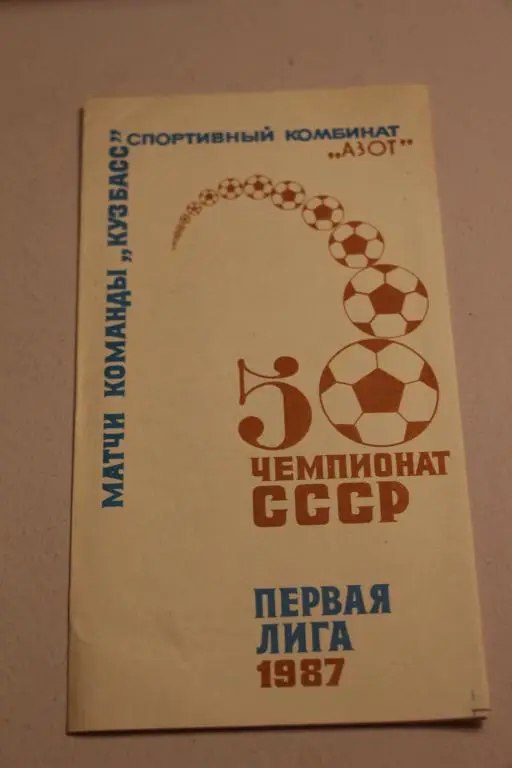 СПОРТИВНЫЙ КОМБИНАТ
„АЗОТ"
МАТЧИ КОМАНДЫ „КУЗБАСС"
50
ЧЕМПИОНАТ
СССР
ПЕРВАЯ
ЛИГА
1987